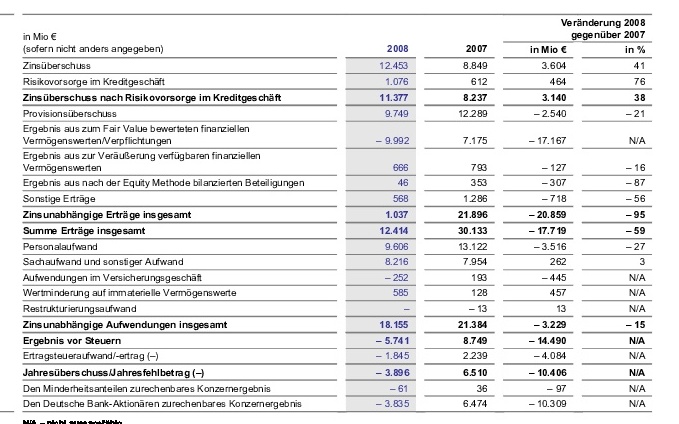 Veränderung 2008
in Mio € gegenüber 2007
(sofern nicht anders angegeben) 2008 2007 in Mio € in %
Zinsüberschuss 12.453 8.849 3.604 41
Risikovorsorge im Kreditgeschäft 1.076 612 464 76
Zinsüberschuss nach Risikovorsorge im Kreditgeschäft 11.377 8.237 3.140 38
Provisionsüberschuss 9.749 12.289 – 2.540 – 21
Ergebnis aus zum Fair Value bewerteten finanziellen
Vermögenswerten/Verpflichtungen – 9.992 7.175 – 17.167 N/A
Ergebnis aus zur Veräußerung verfügbaren finanziellen
Vermögenswerten 666 793 – 127 – 16
Ergebnis aus nach der Equity Methode bilanzierten Beteiligungen 46 353 – 307 – 87
Sonstige Erträge 568 1.286 – 718 – 56
Zinsunabhängige Erträge insgesamt 1.037 21.896 – 20.859 – 95
Summe Erträge insgesamt 12.414 30.133 – 17.719 – 59
Personalaufwand 9.606 13.122 – 3.516 – 27
Sachaufwand und sonstiger Aufwand 8.216 7.954 262 3
Aufwendungen im Versicherungsgeschäft – 252 193 – 445 N/A
Wertminderung auf immaterielle Vermögenswerte 585 128 457 N/A
Restrukturierungsaufwand – – 13 13 N/A
Zinsunabhängige Aufwendungen insgesamt 18.155 21.384 – 3.229 – 15
Ergebnis vor Steuern – 5.741 8.749 – 14.490 N/A
Ertragsteueraufwand/-ertrag (–) – 1.845 2.239 – 4.084 N/A
Jahresüberschuss/Jahresfehlbetrag (–) – 3.896 6.510 – 10.406 N/A
Den Minderheitsanteilen zurechenbares Konzernergebnis – 61 36 – 97 N/A
Den Deutsche Bank-Aktionären zurechenbares Konzernergebnis – 3.835 6.474 – 10.309 N/A
N/A – nicht